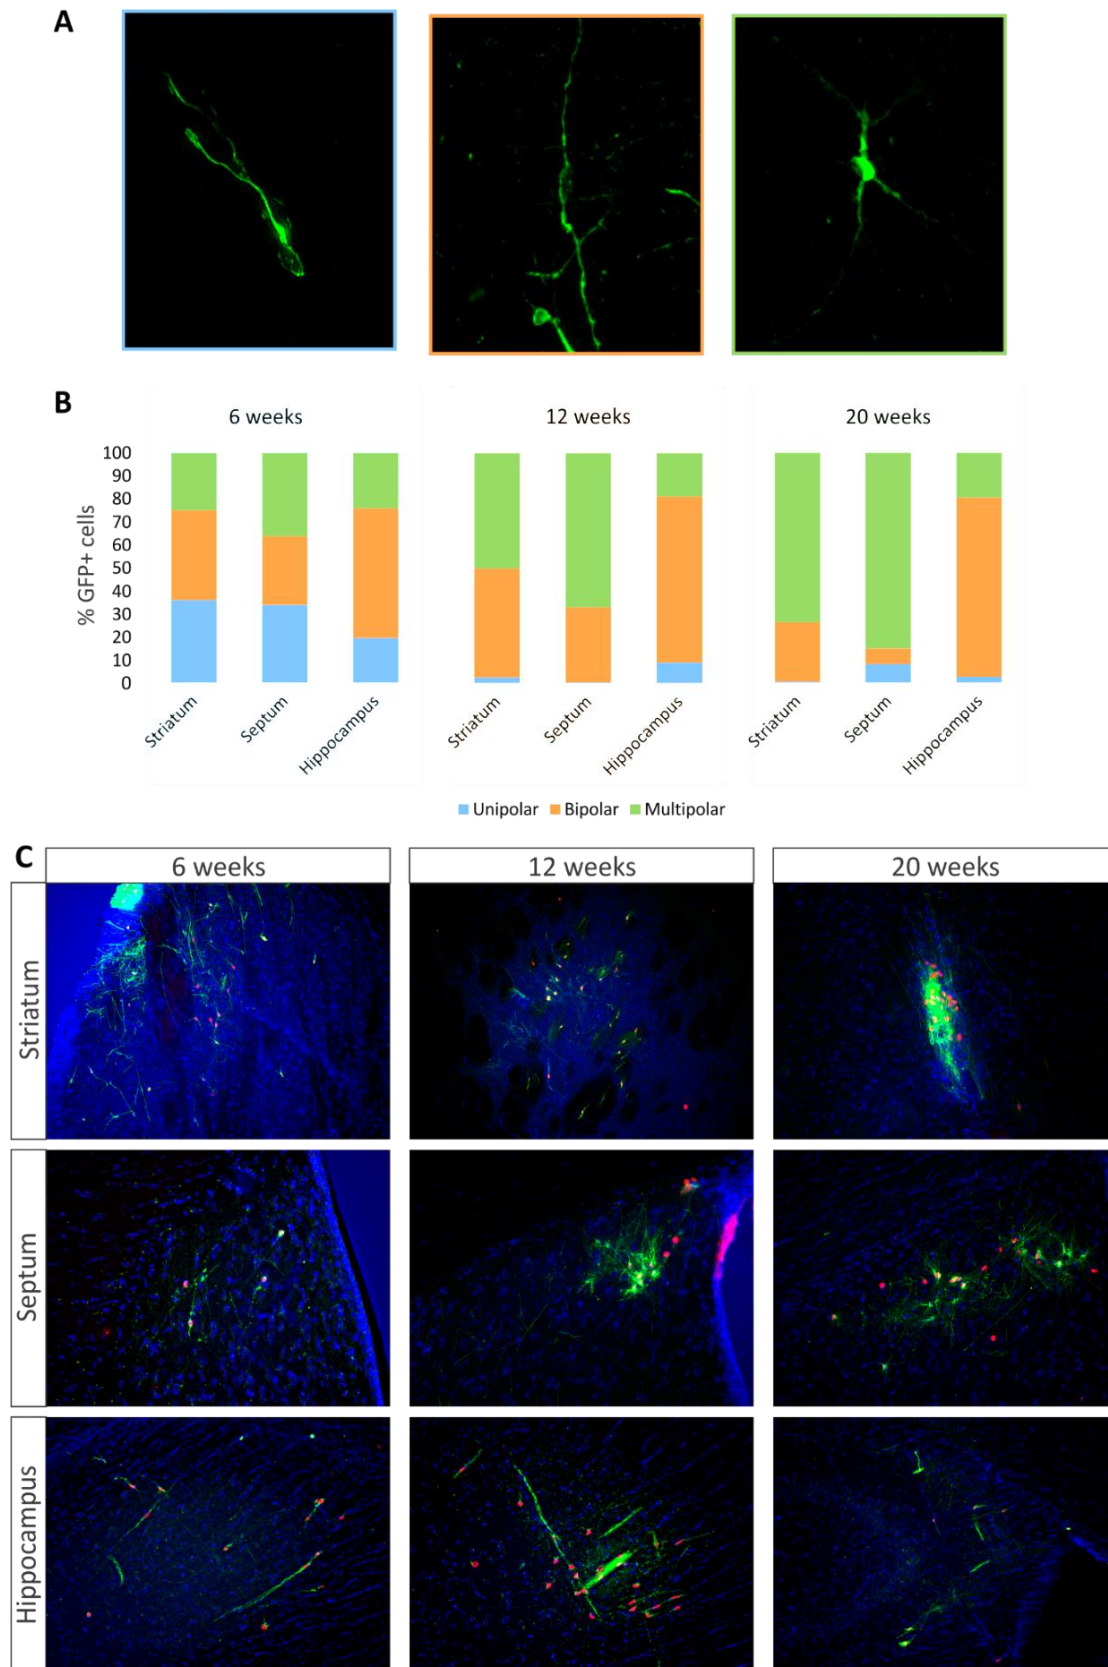 A
B
6 weeks
12 weeks
20 weeks
% GFP+ cells
100
90
80
70
60
50
40
30
20
10
0
Striatum
Septum
Hippocampus
Striatum
Septum
Hippocampus
Striatum
Septum
Hippocampus
Unipolar Bipolar Multipolar
C
6 weeks
12 weeks
20 weeks
Striatum
Septum
Hippocampus